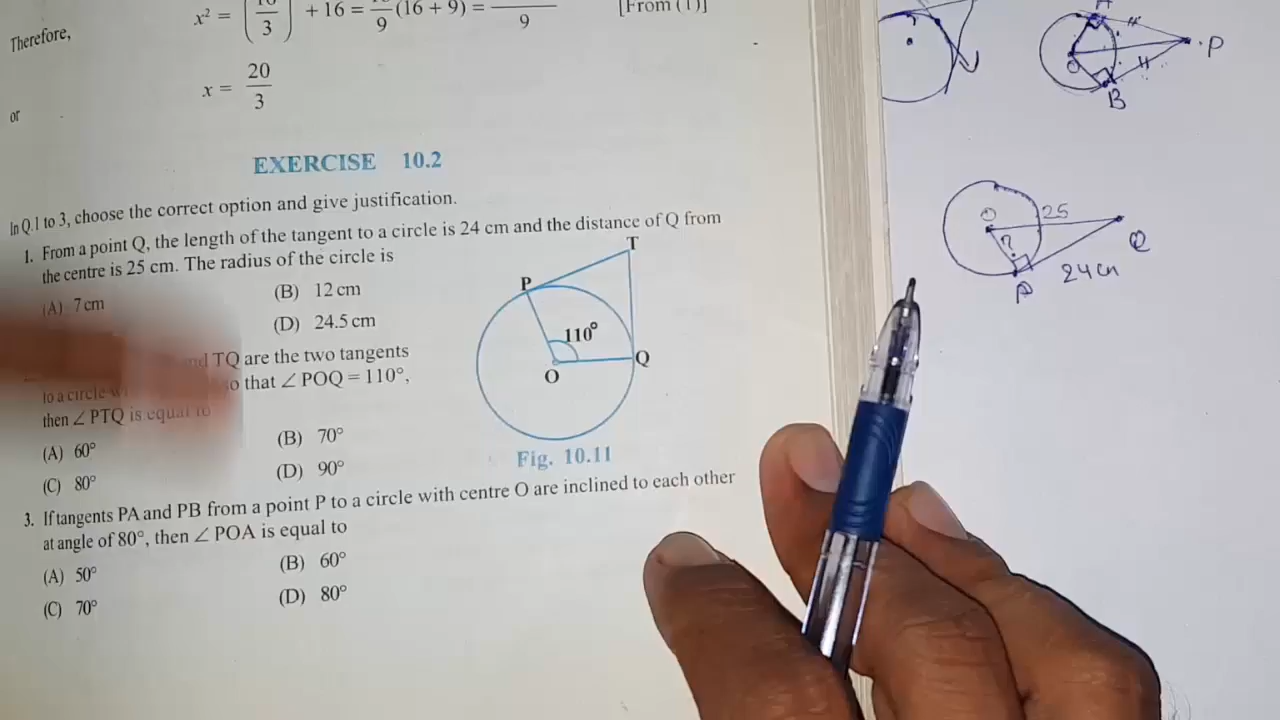 Therefore,
x² = ( /3) + 16 = /9 (16 + 9) = /9 [From (1)]
or
x = 20/3
EXERCISE 10.2
In Q.1 to 3, choose the correct option and give justification.
1. From a point Q, the length of the tangent to a circle is 24 cm and the distance of Q from
the centre is 25 cm. The radius of the circle is
(A) 7 cm
(B) 12 cm
(D) 24.5 cm
TQ are the two tangents
to a circle so that ∠ POQ = 110°,
then ∠ PTQ is equal to
(A) 60°
(B) 70°
(C) 80°
(D) 90°
T
P
110°
O
Q
Fig. 10.11
3. If tangents PA and PB from a point P to a circle with centre O are inclined to each other
at angle of 80°, then ∠ POA is equal to
(A) 50°
(B) 60°
(C) 70°
(D) 80°
A
P
O
B
O
25
Q
?
24cm
P